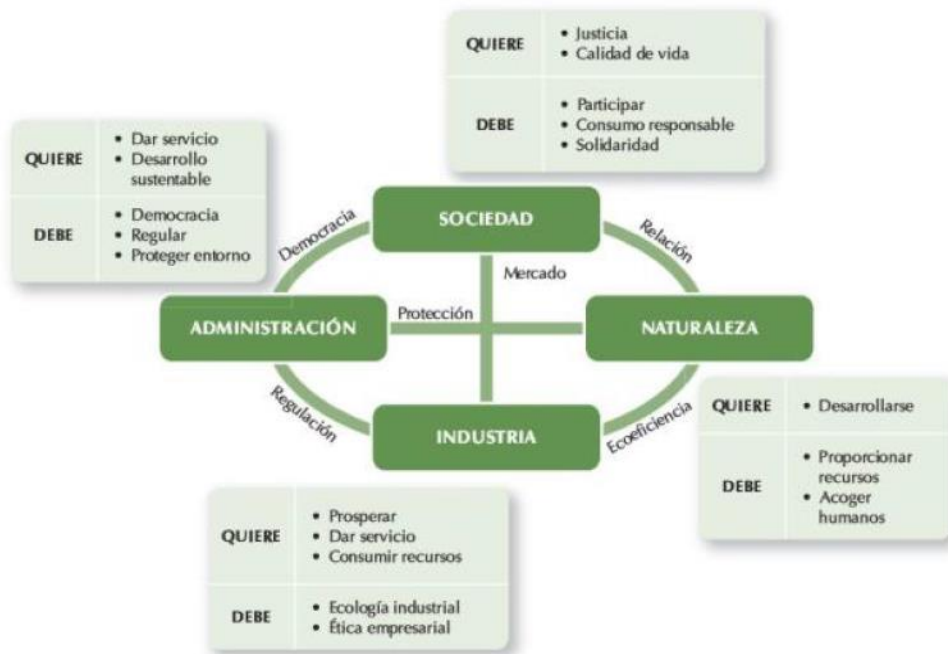 QUIERE
• Justicia
• Calidad de vida
DEBE
• Participar
• Consumo responsable
• Solidaridad
QUIERE
• Dar servicio
• Desarrollo
sustentable
DEBE
• Democracia
• Regular
• Proteger entorno
SOCIEDAD
Democracia
Relación
Mercado
Protección
ADMINISTRACIÓN
NATURALEZA
Regulación
Ecoeficiencia
INDUSTRIA
QUIERE
• Desarrollarse
DEBE
• Proporcionar
recursos
• Acoger
humanos
QUIERE
• Prosperar
• Dar servicio
• Consumir recursos
DEBE
• Ecología industrial
• Ética empresarial